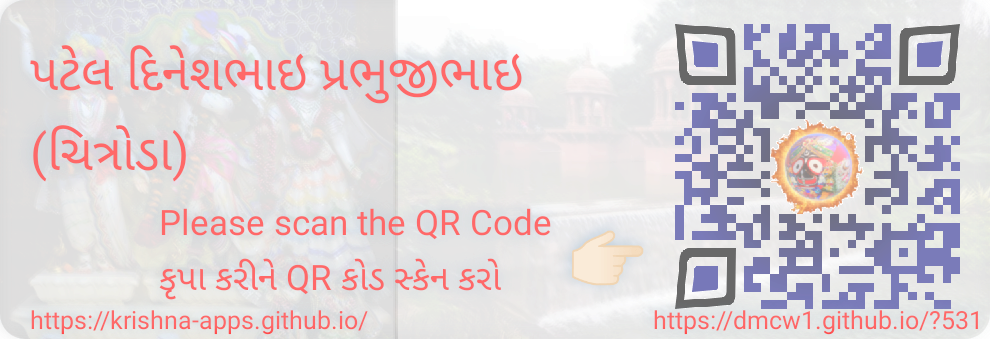 પટેલ દિનેશભાઇ પ્રભુજીભાઇ
(ચિત્રોડા)
Please scan the QR Code
કૃપા કરીને QR કોડ સ્કેન કરો
https://krishna-apps.github.io/
https://dmcw1.github.io/?531